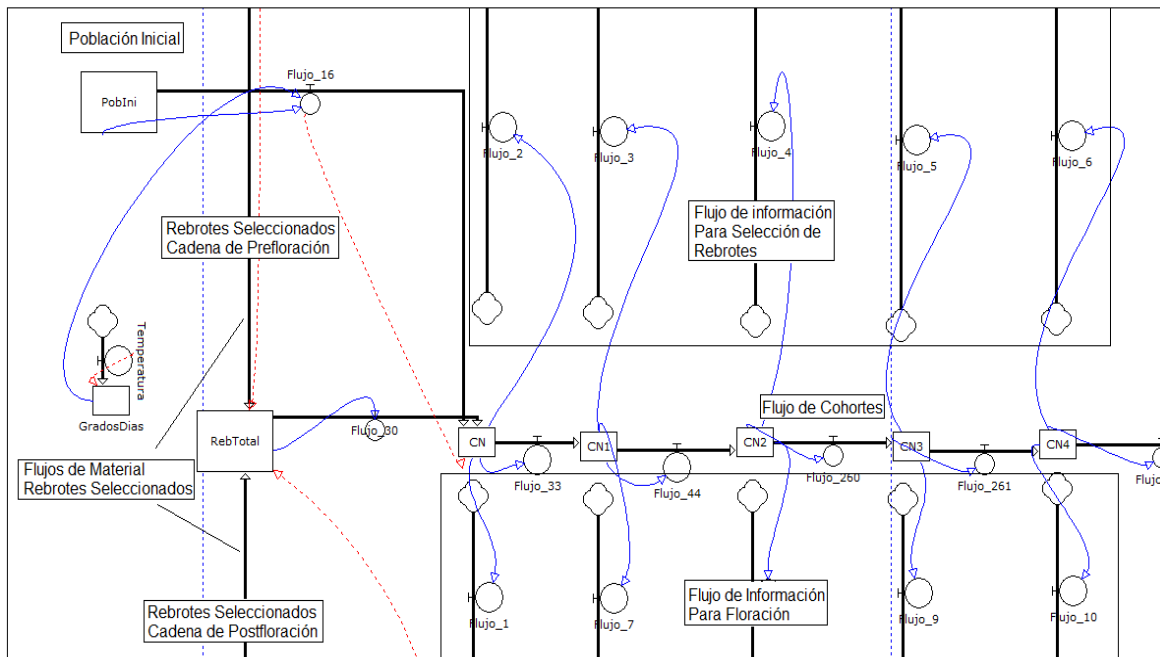 Población Inicial
PobIni
Flujo_16
Flujo_2
Flujo_3
Flujo_4
Flujo_5
Flujo_6
Rebrotes Seleccionados
Cadena de Prefloración
Flujo de información
Para Selección de
Rebrotes
Temperatura
GradosDias
RebTotal
Flujo_30
Flujo de Cohortes
CN
CN1
CN2
CN3
CN4
Flujos de Material
Rebrotes Seleccionados
Flujo_33
Flujo_44
Flujo_260
Flujo_261
Flujo_
Rebrotes Seleccionados
Cadena de Postfloración
Flujo_1
Flujo_7
Flujo de Información
Para Floración
Flujo_9
Flujo_10